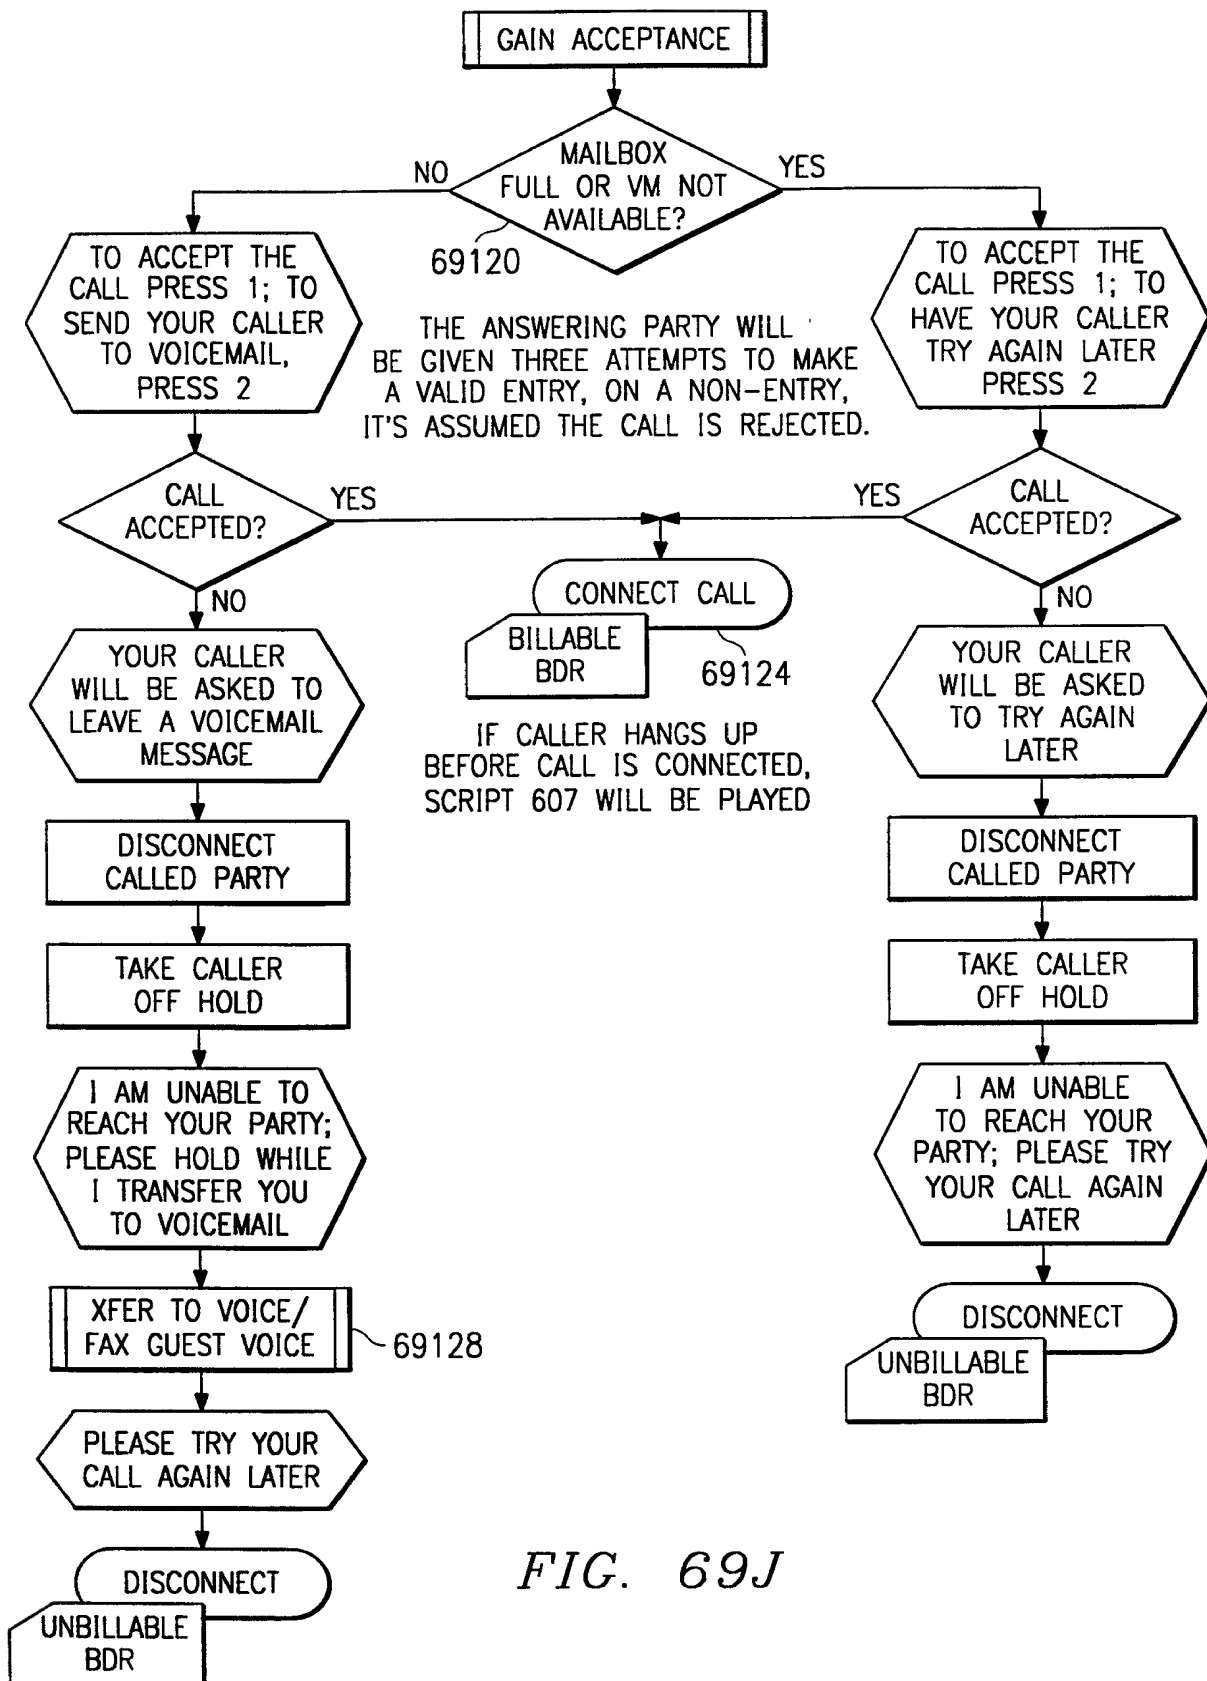 GAIN ACCEPTANCE
MAILBOX
FULL OR VM NOT
AVAILABLE?
NO
YES
69120
TO ACCEPT THE
CALL PRESS 1; TO
SEND YOUR CALLER
TO VOICEMAIL,
PRESS 2
THE ANSWERING PARTY WILL
BE GIVEN THREE ATTEMPTS TO MAKE
A VALID ENTRY, ON A NON-ENTRY,
IT'S ASSUMED THE CALL IS REJECTED.
TO ACCEPT THE
CALL PRESS 1; TO
HAVE YOUR CALLER
TRY AGAIN LATER
PRESS 2
CALL
ACCEPTED?
YES
NO
YES
CALL
ACCEPTED?
NO
CONNECT CALL
BILLABLE
BDR
69124
IF CALLER HANGS UP
BEFORE CALL IS CONNECTED,
SCRIPT 607 WILL BE PLAYED
YOUR CALLER
WILL BE ASKED TO
LEAVE A VOICEMAIL
MESSAGE
DISCONNECT
CALLED PARTY
TAKE CALLER
OFF HOLD
I AM UNABLE TO
REACH YOUR PARTY;
PLEASE HOLD WHILE
I TRANSFER YOU
TO VOICEMAIL
XFER TO VOICE/
FAX GUEST VOICE
69128
PLEASE TRY YOUR
CALL AGAIN LATER
DISCONNECT
UNBILLABLE
BDR
YOUR CALLER
WILL BE ASKED
TO TRY AGAIN
LATER
DISCONNECT
CALLED PARTY
TAKE CALLER
OFF HOLD
I AM UNABLE
TO REACH YOUR
PARTY; PLEASE TRY
YOUR CALL AGAIN
LATER
DISCONNECT
UNBILLABLE
BDR
FIG. 69J